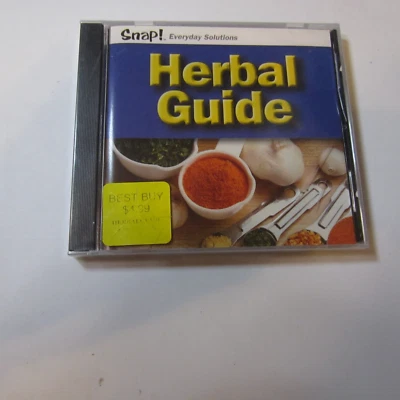 Snap! Everyday Solutions
Herbal
Guide
BEST BUY